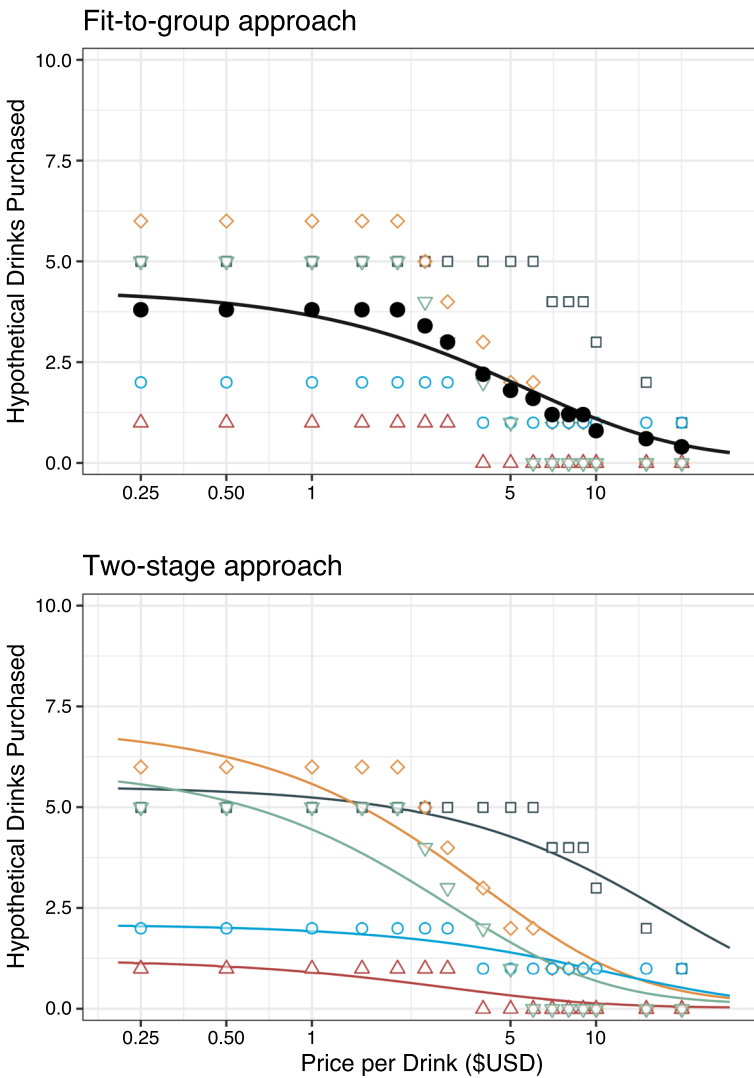 Fit-to-group approach
Hypothetical Drinks Purchased
10.0
7.5
5.0
2.5
0.0
0.25 0.50 1 5 10
Two-stage approach
Hypothetical Drinks Purchased
10.0
7.5
5.0
2.5
0.0
0.25 0.50 1 5 10
Price per Drink ($USD)